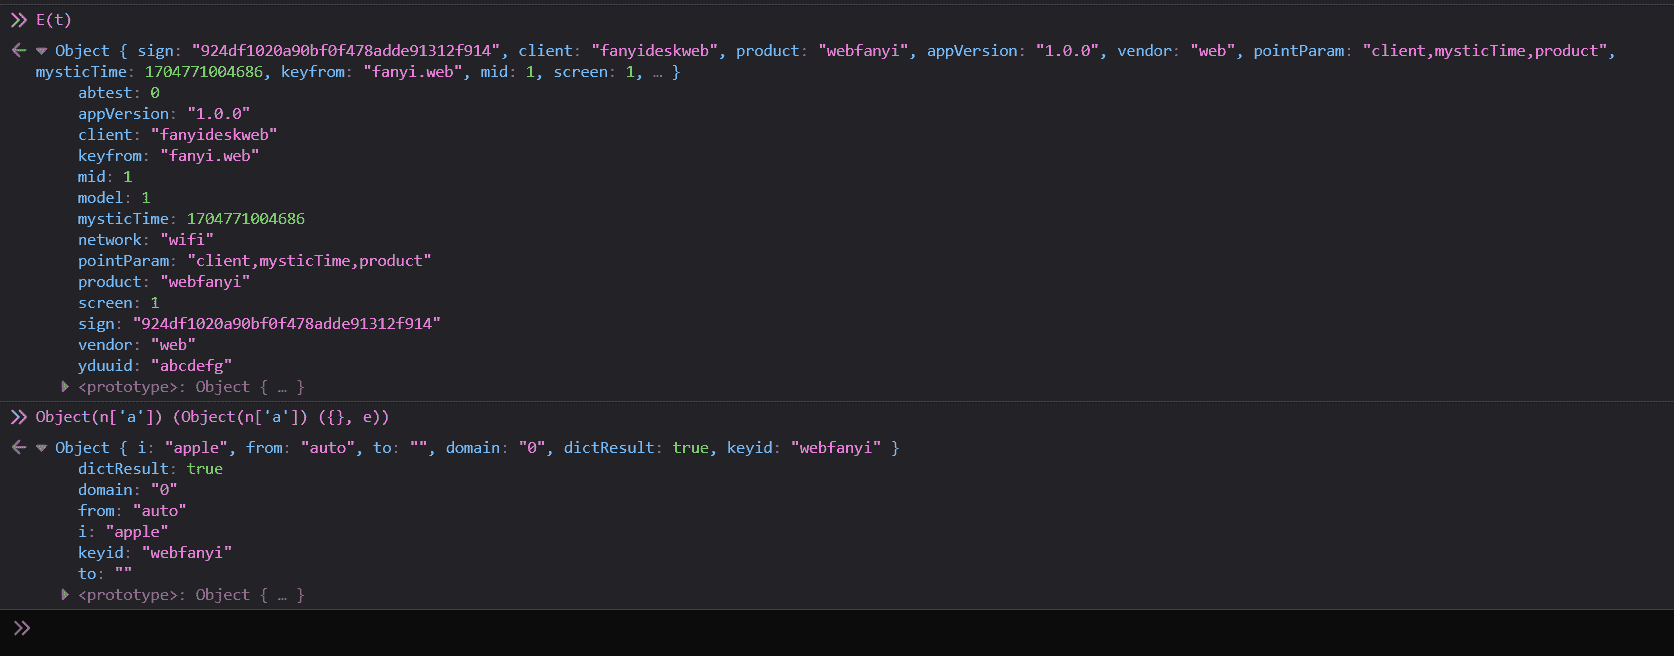 E(t)
Object { sign: "924df1020a90bf0f478adde91312f914", client: "fanyideskweb", product: "webfanyi", appVersion: "1.0.0", vendor: "web", pointParam: "client,mysticTime,product",
mysticTime: 1704771004686, keyfrom: "fanyi.web", mid: 1, screen: 1, … }
abtest: 0
appVersion: "1.0.0"
client: "fanyideskweb"
keyfrom: "fanyi.web"
mid: 1
model: 1
mysticTime: 1704771004686
network: "wifi"
pointParam: "client,mysticTime,product"
product: "webfanyi"
screen: 1
sign: "924df1020a90bf0f478adde91312f914"
vendor: "web"
yduuid: "abcdefg"
<prototype>: Object { … }
Object(n['a']) (Object(n['a']) ({}, e))
Object { i: "apple", from: "auto", to: "", domain: "0", dictResult: true, keyid: "webfanyi" }
dictResult: true
domain: "0"
from: "auto"
i: "apple"
keyid: "webfanyi"
to: ""
<prototype>: Object { … }